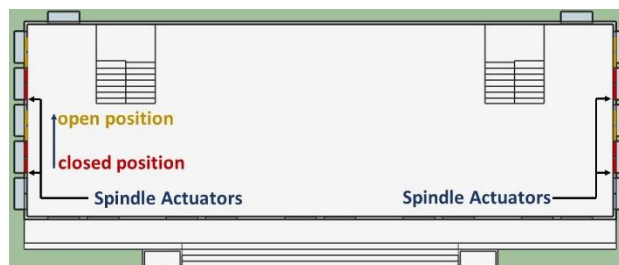 open position
closed position
Spindle Actuators
Spindle Actuators